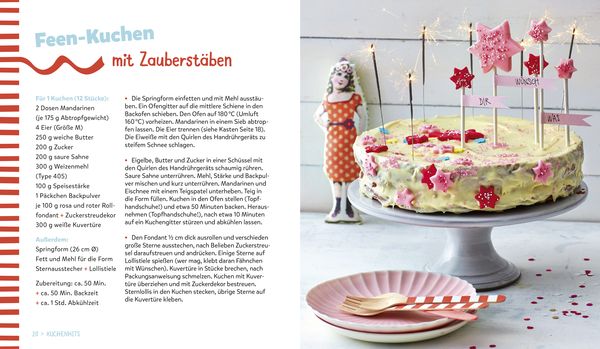 Feen-Kuchen
mit Zauberstäben
Für 1 Kuchen (12 Stücke):
2 Dosen Mandarinen
(je 175 g Abtropfgewicht)
4 Eier (Größe M)
250 g weiche Butter
200 g Zucker
200 g saure Sahne
300 g Weizenmehl
(Type 405)
100 g Speisestärke
1 Päckchen Backpulver
je 100 g rosa und roter Roll-
fondant + Zuckerstreudekor
300 g weiße Kuvertüre
Außerdem:
Springform (26 cm Ø)
Fett und Mehl für die Form
Sternausstecher + Lollistiele
Zubereitung: ca. 50 Min.
+ ca. 50 Min. Backzeit
+ ca. 1 Std. Abkühlzeit
• Die Springform einfetten und mit Mehl ausstäu-
ben. Ein Ofengitter auf die mittlere Schiene in den
Backofen schieben. Den Ofen auf 180 °C (Umluft
160 °C) vorheizen. Mandarinen in einem Sieb abtrop-
fen lassen. Die Eier trennen (siehe Kasten Seite 18).
Die Eiweiße mit den Quirlen des Handrührgeräts zu
steifem Schnee schlagen.
• Eigelbe, Butter und Zucker in einer Schüssel mit
den Quirlen des Handrührgeräts schaumig rühren.
Saure Sahne unterrühren. Mehl, Stärke und Backpul-
ver mischen und kurz unterrühren. Mandarinen und
Eischnee mit einem Teigspatel unterheben. Teig in
die Form füllen. Kuchen in den Ofen stellen (Topf-
handschuhe!) und etwa 50 Minuten backen. Heraus-
nehmen (Topfhandschuhe!), nach etwa 10 Minuten
auf ein Kuchengitter stürzen und abkühlen lassen.
• Den Fondant ½ cm dick ausrollen und verschieden
große Sterne ausstechen, nach Belieben Zuckerstreu-
sel daraufstreuen und andrücken. Einige Sterne auf
Lollistiele spießen (wer mag, klebt daran Fähnchen
mit Wünschen). Kuvertüre in Stücke brechen, nach
Packungsanweisung schmelzen. Kuchen mit Kuver-
türe überziehen und mit Zuckerdekor bestreuen.
Sternlollis in den Kuchen stecken, übrige Sterne auf
die Kuvertüre kleben.
20 • KUCHENHITS
WÜNSCH
DIR
WAS